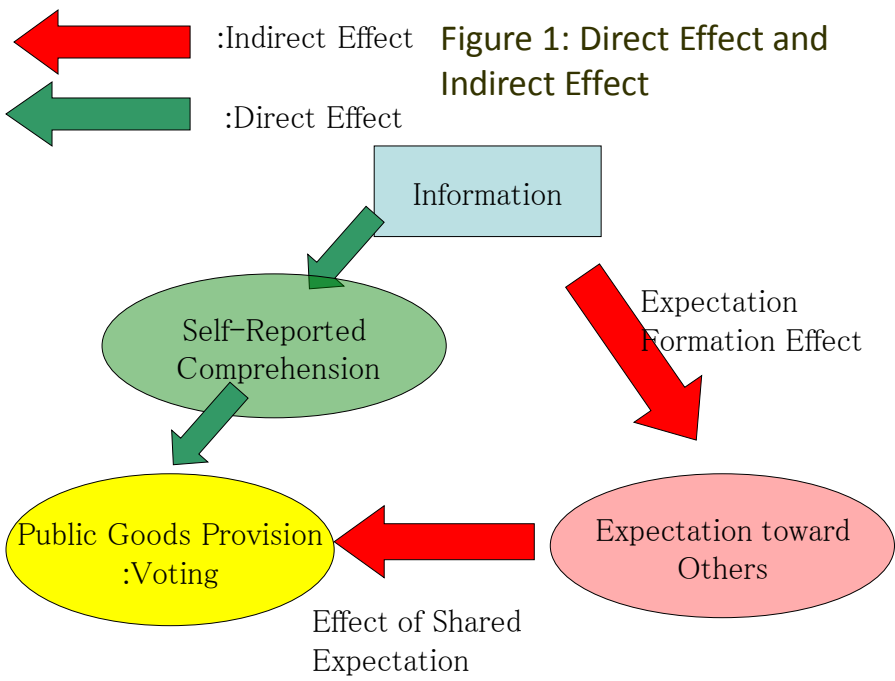 :Indirect Effect
Figure 1: Direct Effect and
Indirect Effect
:Direct Effect
Information
Expectation
Formation Effect
Self-Reported
Comprehension
Public Goods Provision
:Voting
Expectation toward
Others
Effect of Shared
Expectation